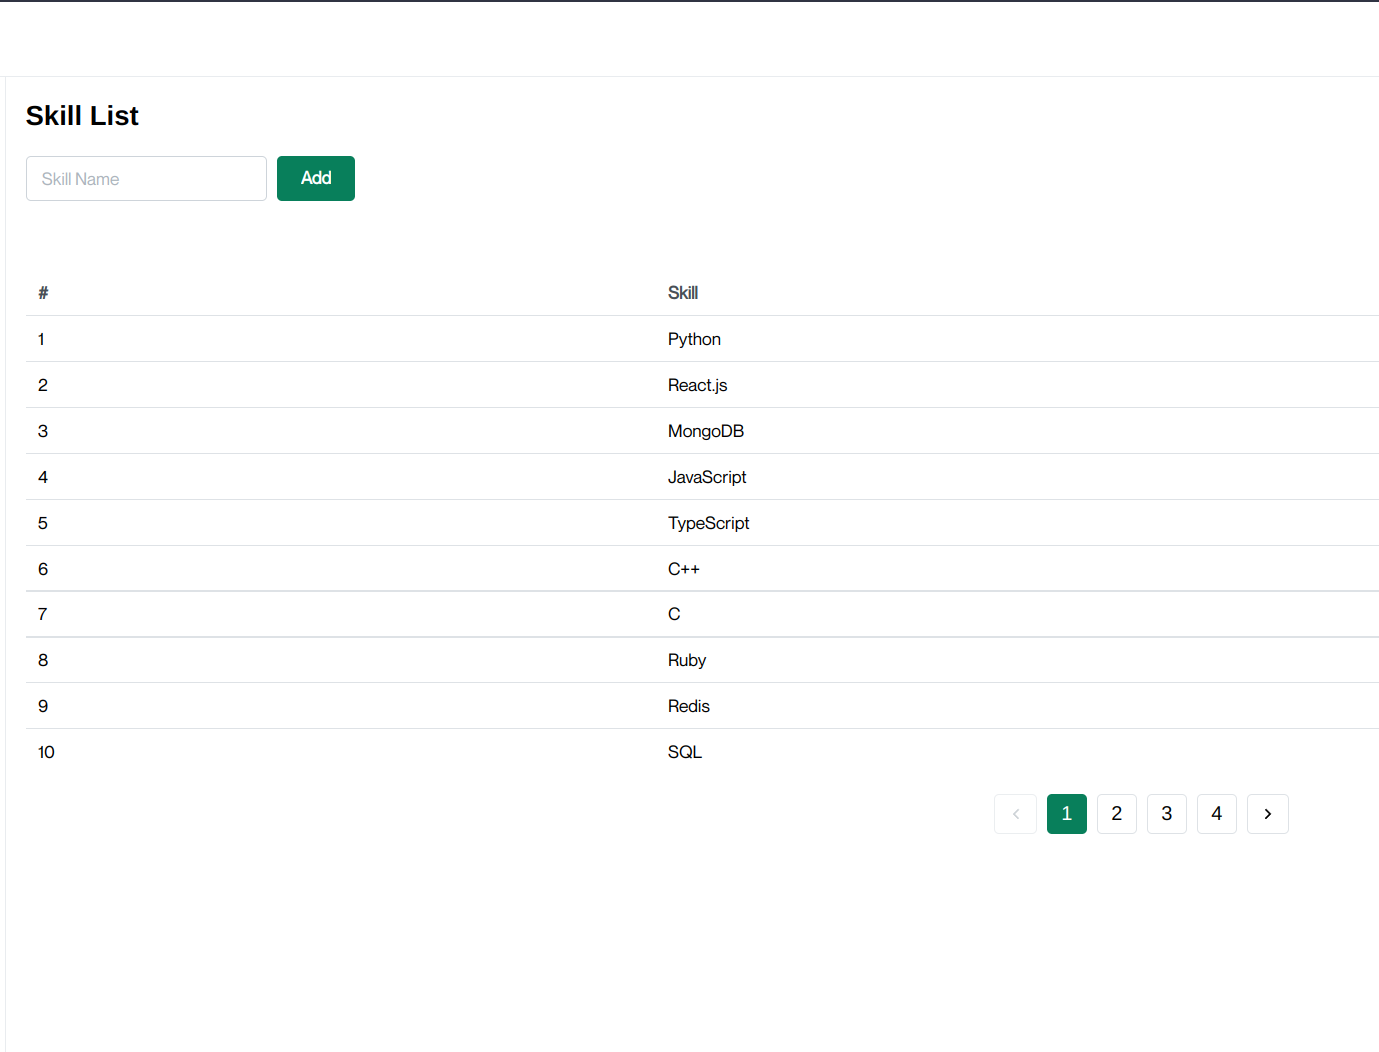 Skill List
Skill Name Add
# Skill
1 Python
2 React.js
3 MongoDB
4 JavaScript
5 TypeScript
6 C++
7 C
8 Ruby
9 Redis
10 SQL
1 2 3 4